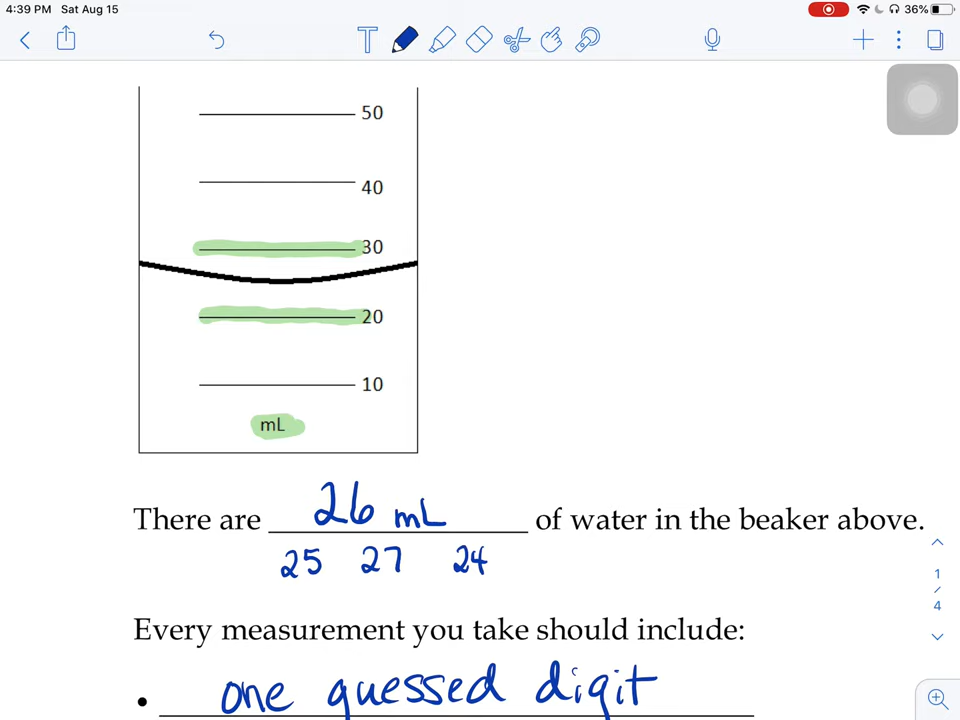 4:39 PM Sat Aug 15 36%
T
50
40
30
20
10
mL
There are 26 mL of water in the beaker above.
25 27 24
1
/
4
Every measurement you take should include:
• one guessed digit